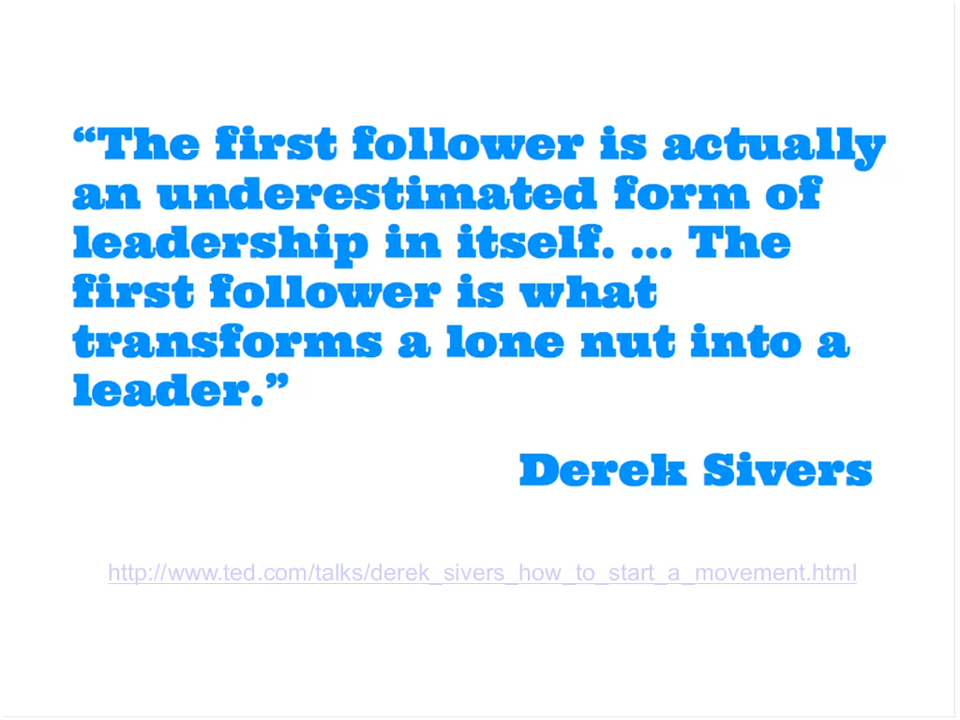 “The first follower is actually
an underestimated form of
leadership in itself. ... The
first follower is what
transforms a lone nut into a
leader.”
Derek Sivers
http://www.ted.com/talks/derek_sivers_how_to_start_a_movement.html